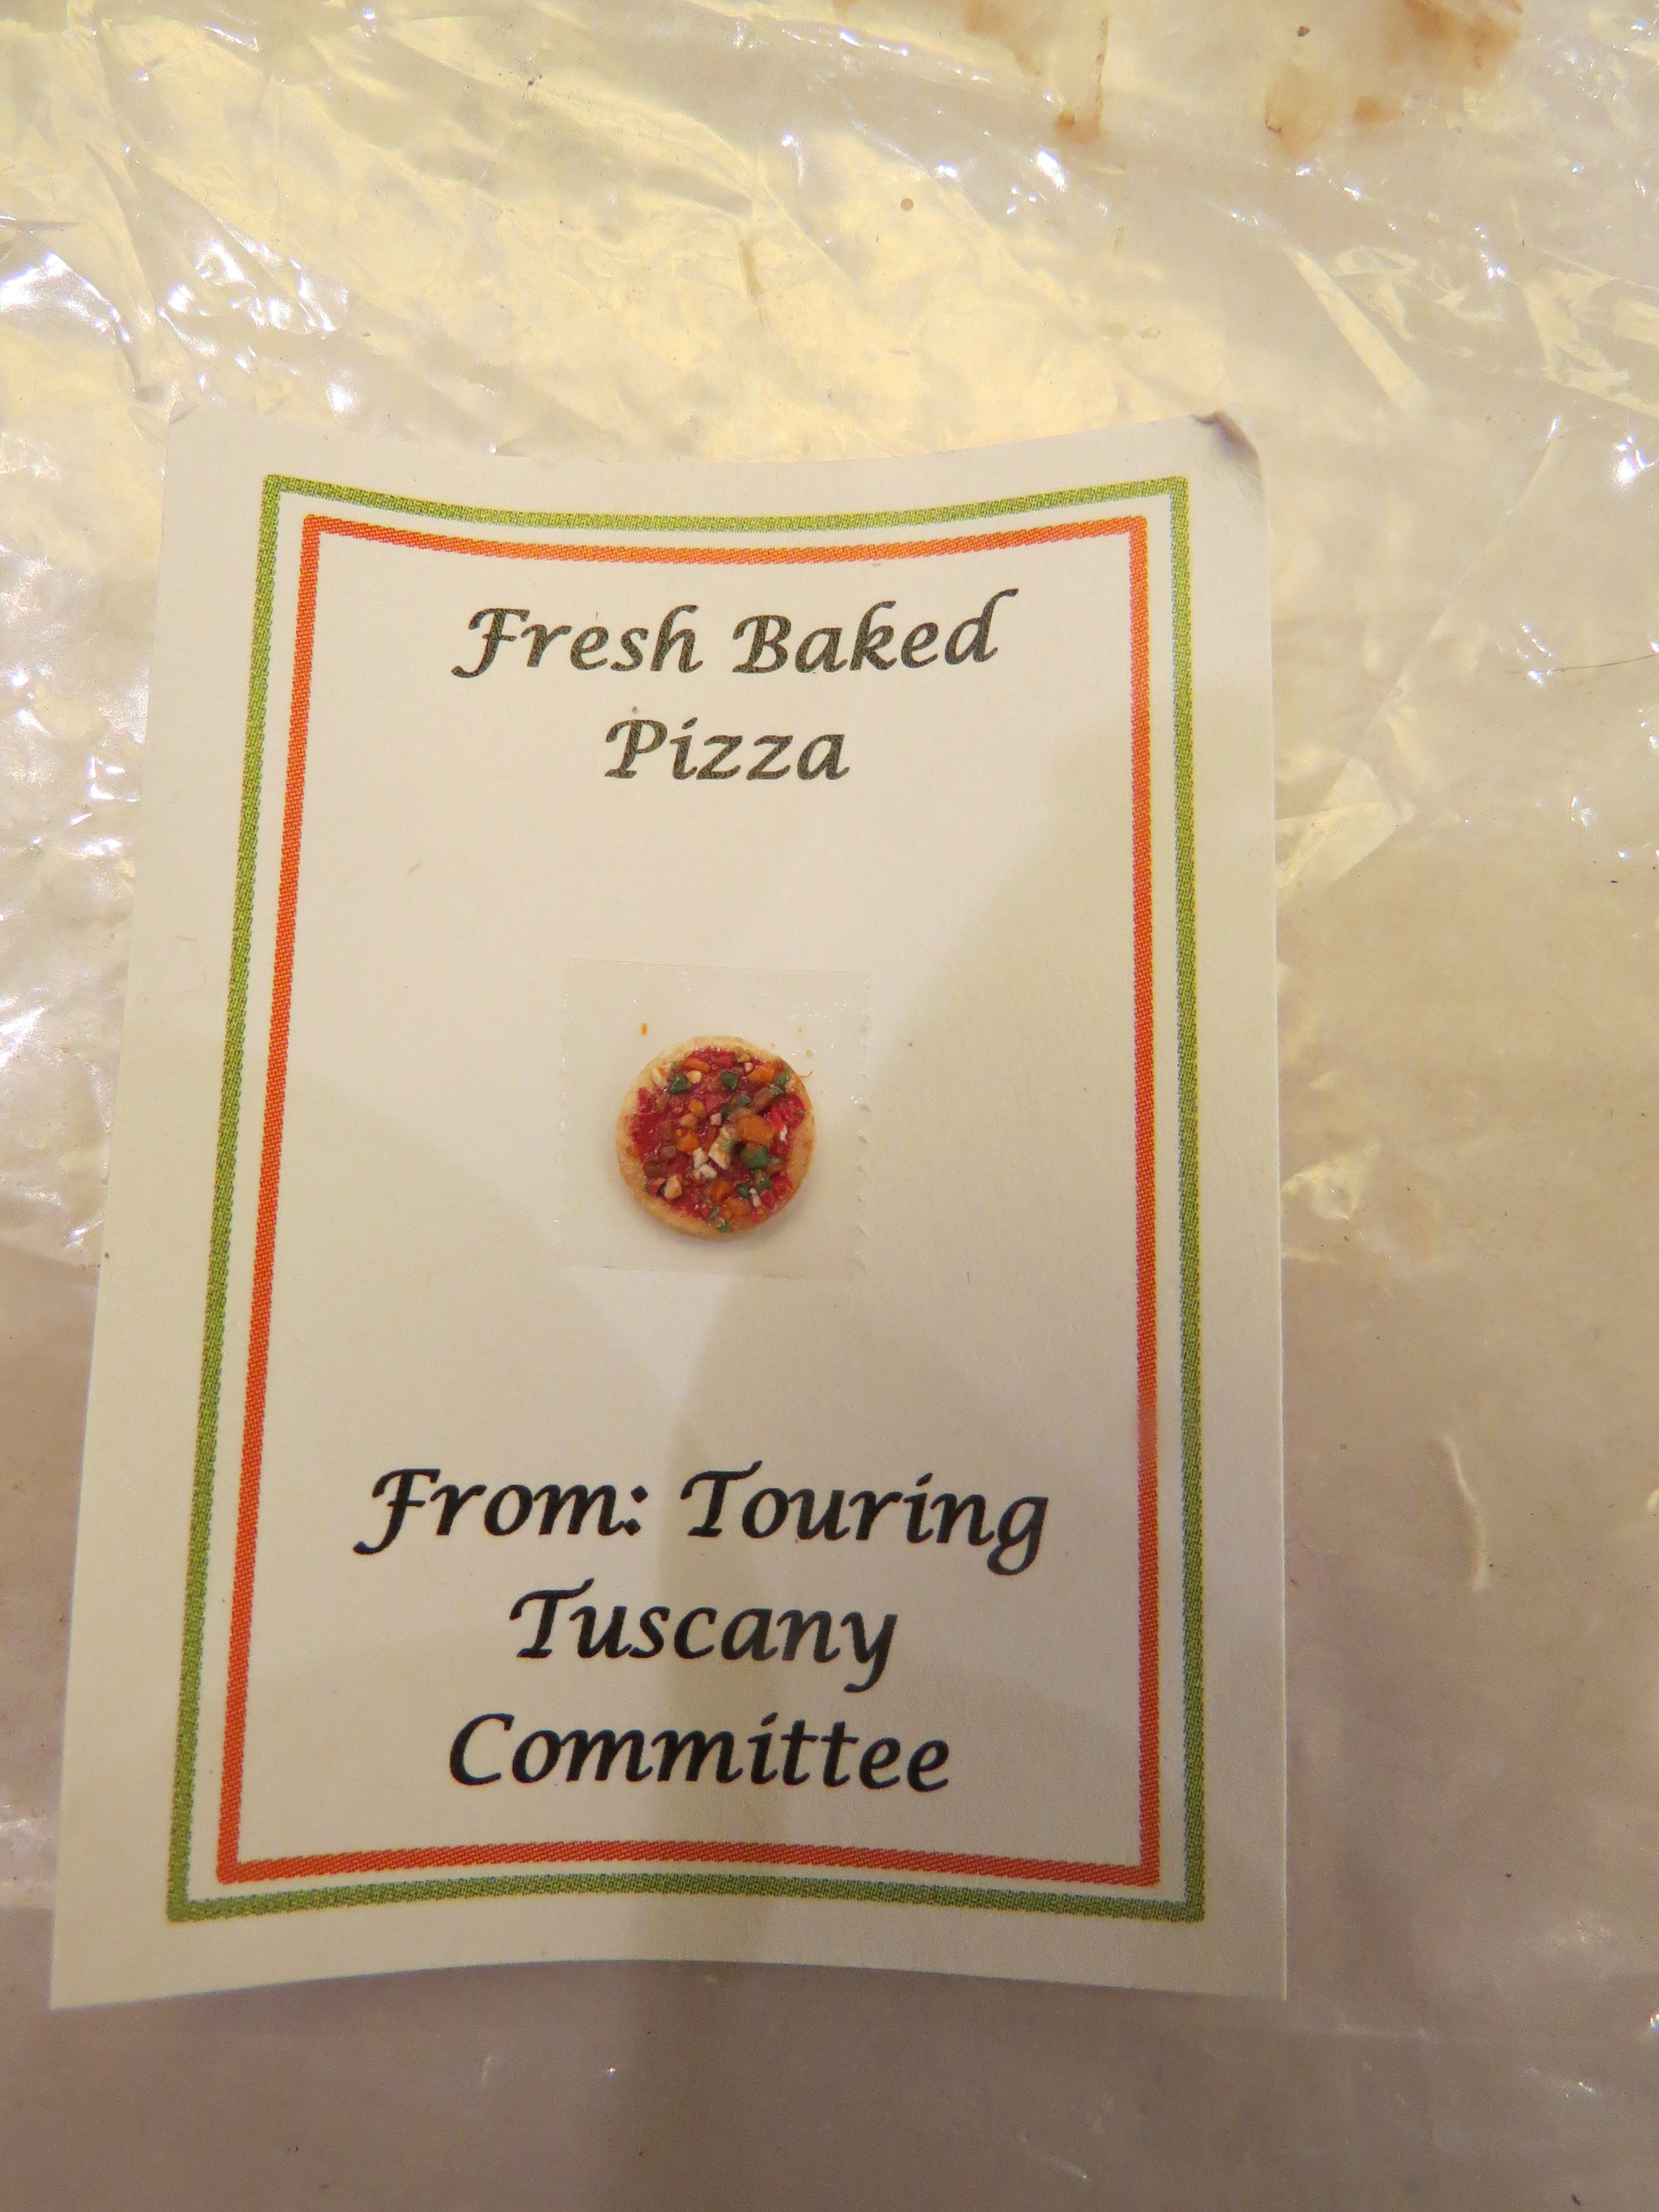 Fresh Baked
Pizza
From: Touring
Tuscany
Committee